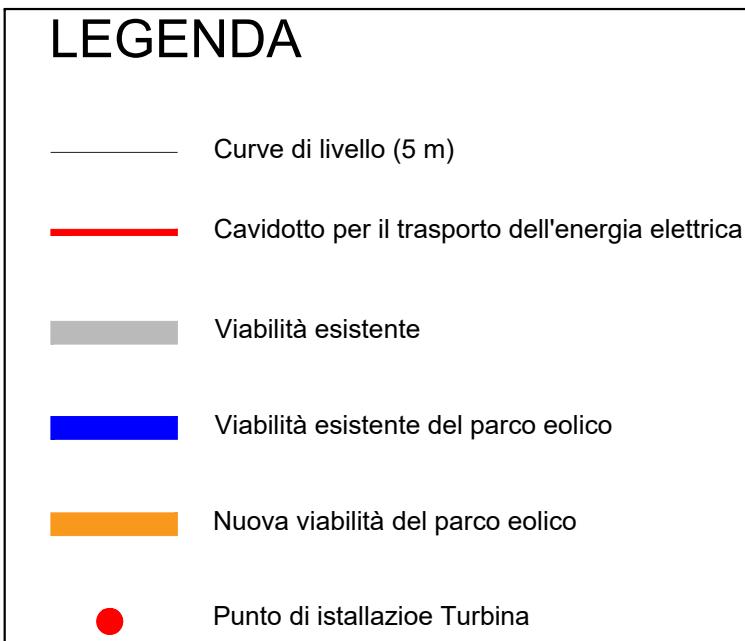 LEGENDA
Curve di livello (5 m)
Cavidotto per il trasporto dell'energia elettrica
Viabilità esistente
Viabilità esistente del parco eolico
Nuova viabilità del parco eolico
Punto di istallazioe Turbina